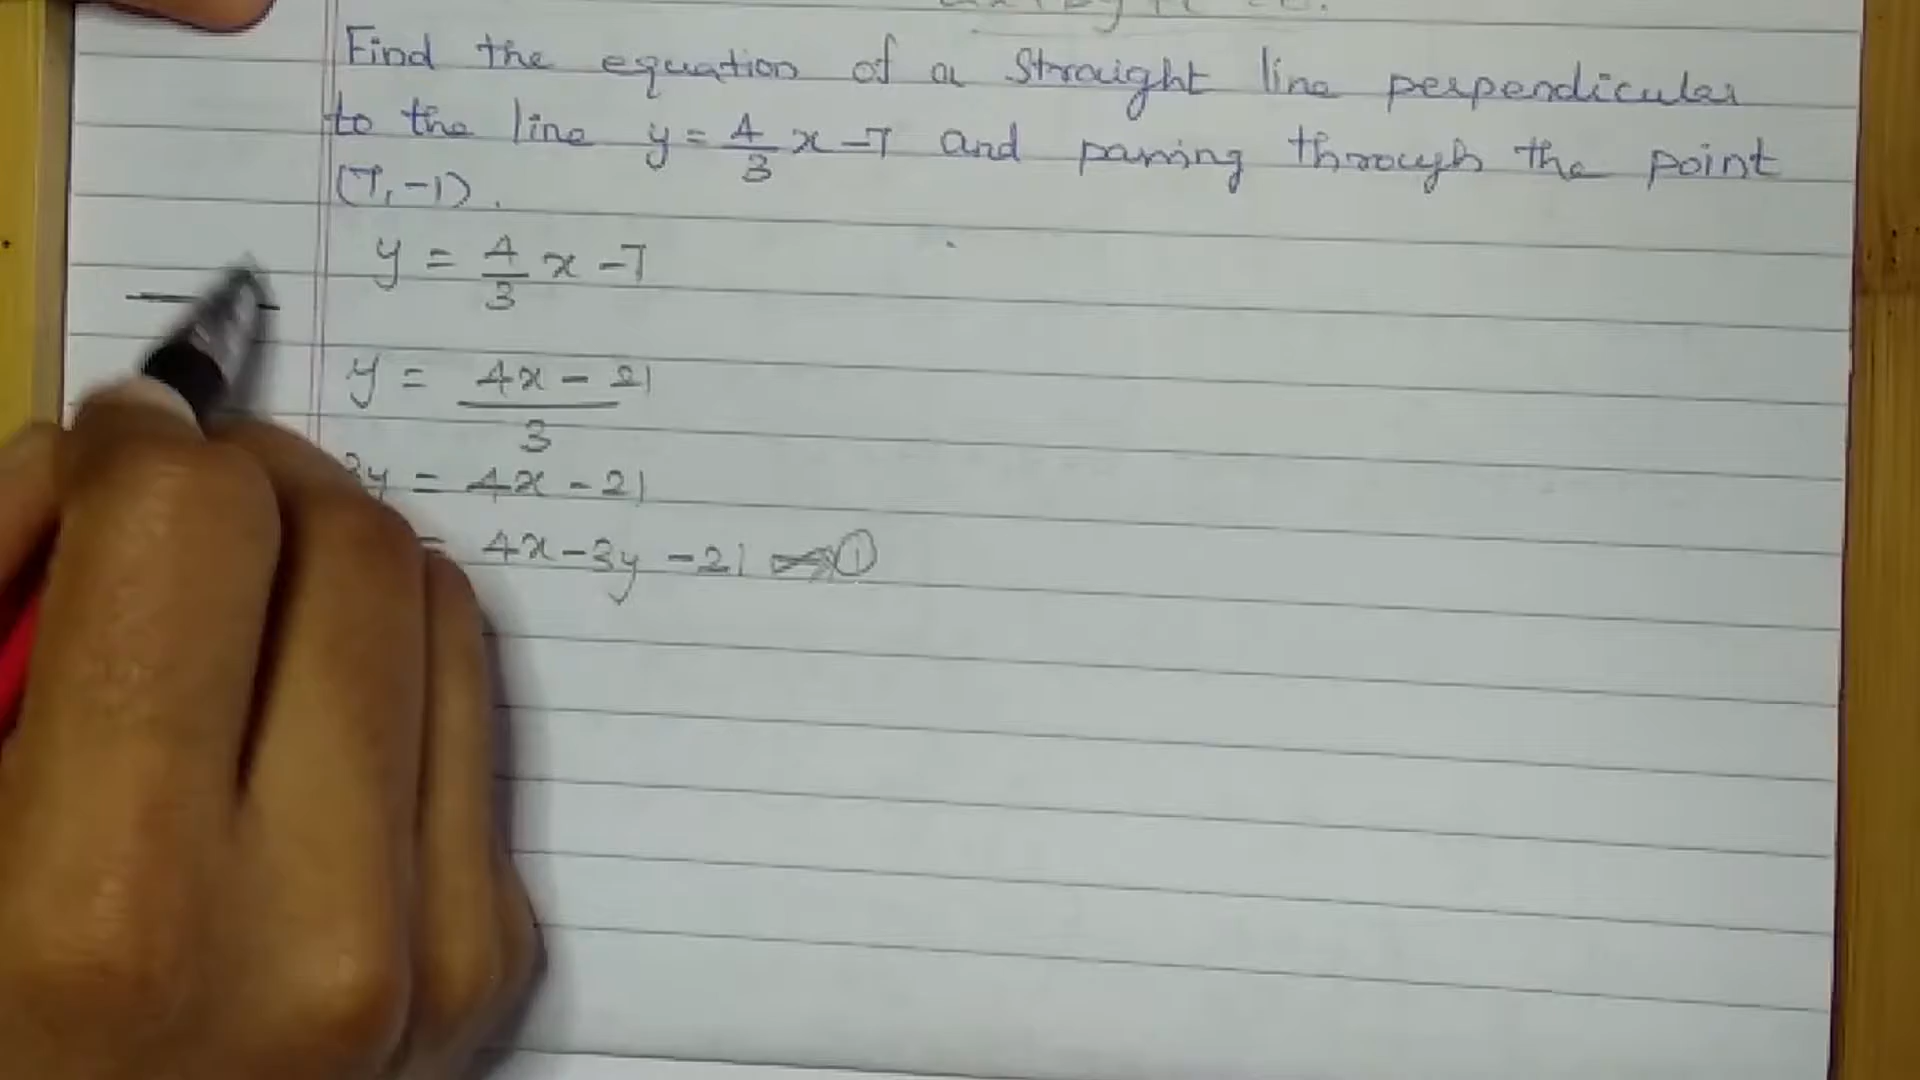 Find the equation of a straight line perpendicular
to the line y = 4/3 x - 7 and passing through the point
(7, -1).
y = 4/3 x - 7
y = 4x - 21 / 3
3y = 4x - 21
= 4x - 3y - 21 → ①